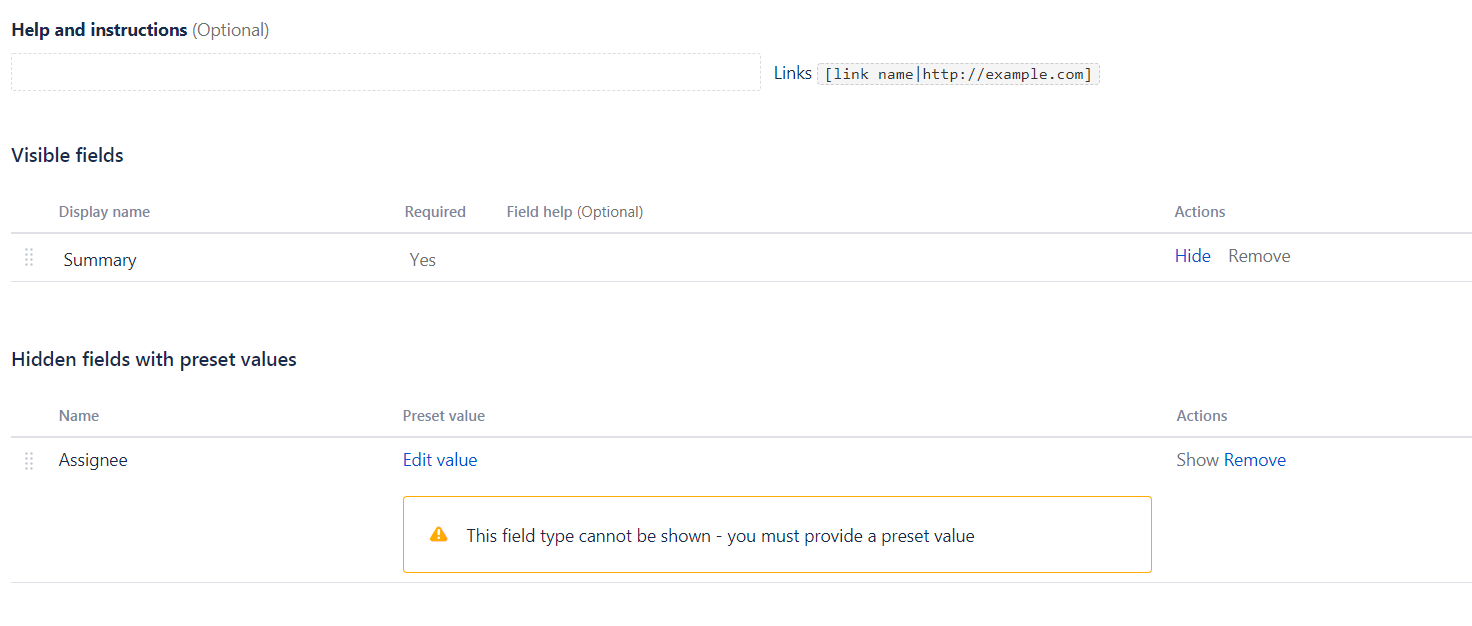 Help and instructions (Optional)
Links [link name|http://example.com]
Visible fields
Display name Required Field help (Optional) Actions
Summary Yes Hide Remove
Hidden fields with preset values
Name Preset value Actions
Assignee Edit value Show Remove
This field type cannot be shown - you must provide a preset value